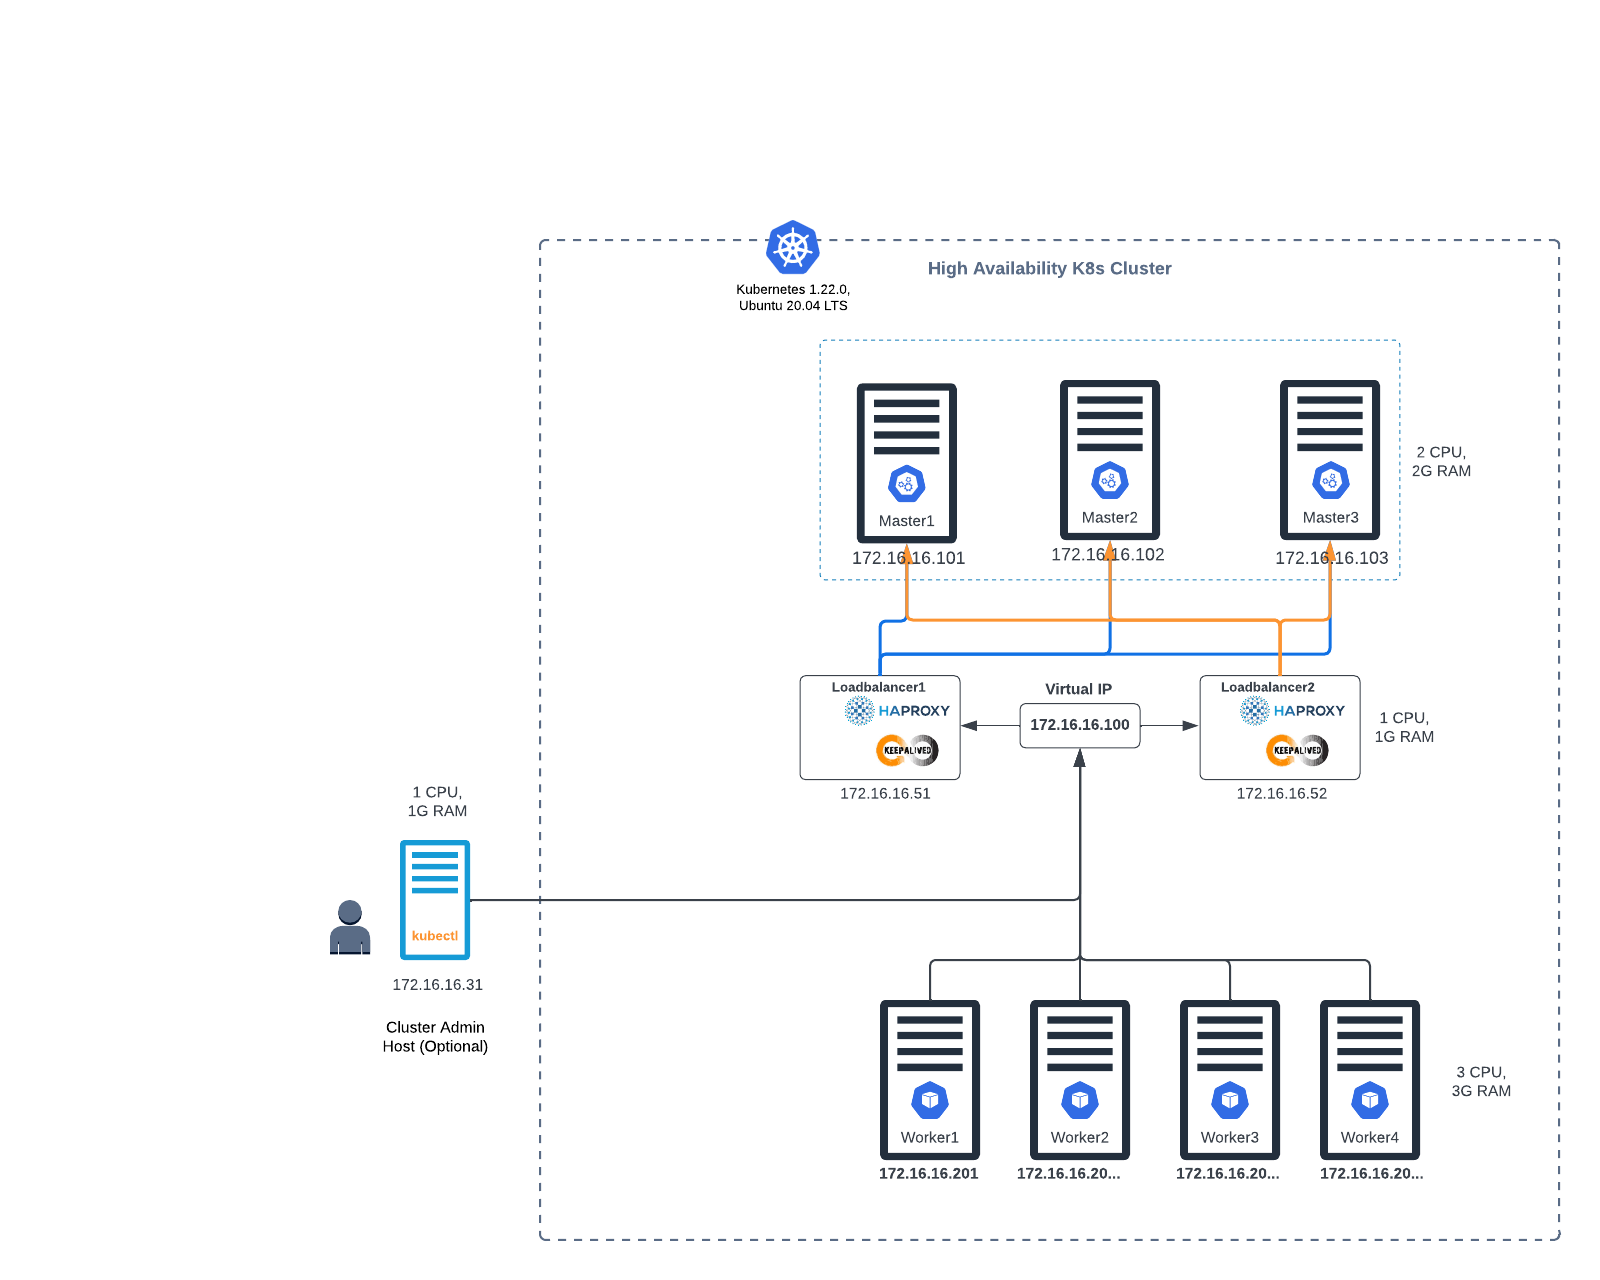 High Availability K8s Cluster
Kubernetes 1.22.0,
Ubuntu 20.04 LTS
Master1
Master2
Master3
172.16.16.101
172.16.16.102
172.16.16.103
2 CPU,
2G RAM
Loadbalancer1
HAPROXY
KEEPALIVED
172.16.16.51
Virtual IP
172.16.16.100
Loadbalancer2
HAPROXY
KEEPALIVED
172.16.16.52
1 CPU,
1G RAM
1 CPU,
1G RAM
kubectl
172.16.16.31
Cluster Admin
Host (Optional)
Worker1
Worker2
Worker3
Worker4
172.16.16.201
172.16.16.20...
172.16.16.20...
172.16.16.20...
3 CPU,
3G RAM